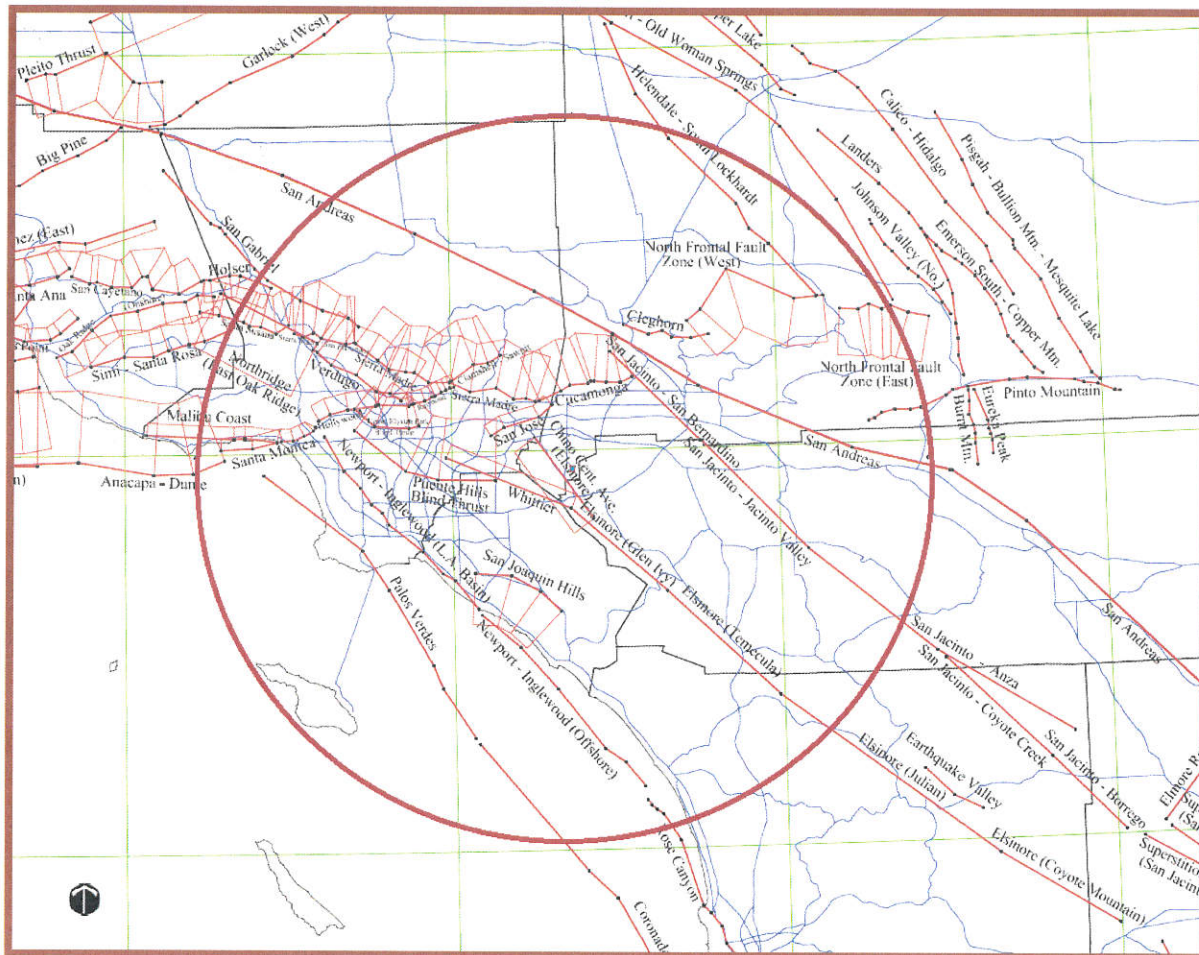 Pleito Thrust
Garlock (West)
Big Pine
San Andreas
San Gabriel
Holser
San Cayetano
Oak Ridge
Simi - Santa Rosa
Northridge
(East Oak Ridge)
Verdugo
Sierra Madre
Sierra Madre
Cucamonga
San Jose
Malibu Coast
Santa Monica
Anacapa - Dume
Hollywood
Puente Hills
Blind Thrust
Whittier
Chino - Cent. Ave.
(Elsinore)
Newport - Inglewood (L.A. Basin)
San Joaquin Hills
Palos Verdes
Newport - Inglewood (Offshore)
Rose Canyon
Elsinore (Glen Ivy)
Elsinore (Temecula)
Elsinore (Julian)
Earthquake Valley
Elsinore (Coyote Mountain)
San Jacinto - San Bernardino
San Jacinto - Jacinto Valley
San Jacinto - Anza
San Jacinto - Coyote Creek
San Jacinto - Borrego
San Andreas
San Andreas
Cleghorn
North Frontal Fault
Zone (West)
North Frontal Fault
Zone (East)
Helendale - South Lockhardt
Old Woman Springs
Calico - Hidalgo
Landers
Johnson Valley (No.)
Emerson South - Copper Mtn.
Pisgah - Bullion Mtn. - Mesquite Lake
Pinto Mountain
Eureka Peak
Burnt Mtn.